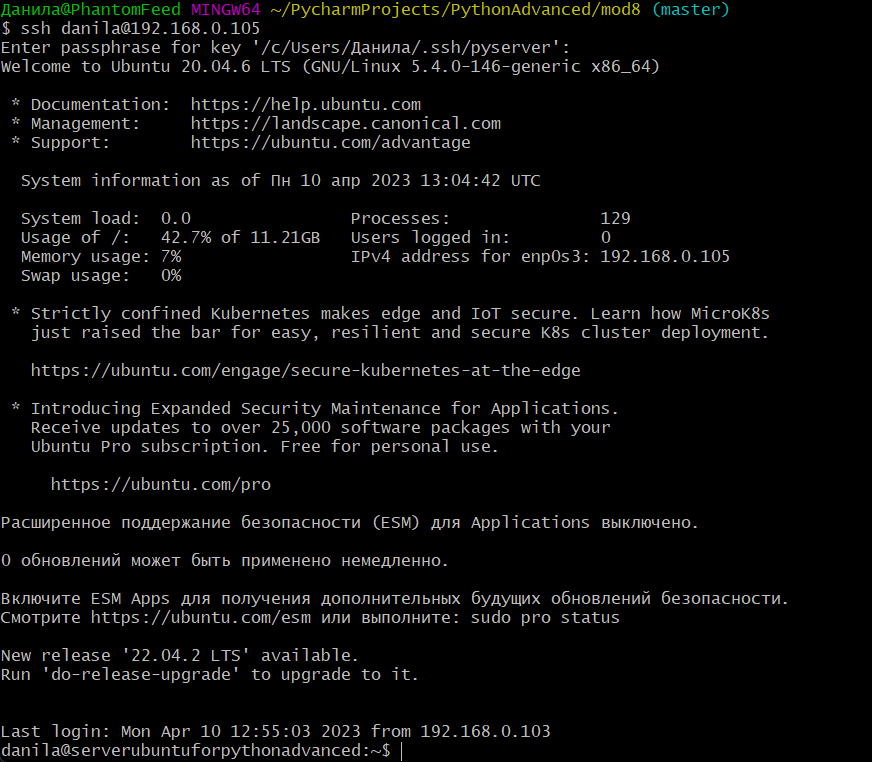 Данила@PhantomFeed MINGW64 ~/PycharmProjects/PythonAdvanced/mod8 (master)
$ ssh danila@192.168.0.105
Enter passphrase for key '/c/Users/Данила/.ssh/pyserver':
Welcome to Ubuntu 20.04.6 LTS (GNU/Linux 5.4.0-146-generic x86_64)
* Documentation:  https://help.ubuntu.com
* Management:     https://landscape.canonical.com
* Support:        https://ubuntu.com/advantage
System information as of Пн 10 апр 2023 13:04:42 UTC
System load:  0.0                Processes:               129
Usage of /:   42.7% of 11.21GB   Users logged in:         0
Memory usage: 7%                 IPv4 address for enp0s3: 192.168.0.105
Swap usage:   0%
* Strictly confined Kubernetes makes edge and IoT secure. Learn how MicroK8s
just raised the bar for easy, resilient and secure K8s cluster deployment.
https://ubuntu.com/engage/secure-kubernetes-at-the-edge
* Introducing Expanded Security Maintenance for Applications.
Receive updates to over 25,000 software packages with your
Ubuntu Pro subscription. Free for personal use.
https://ubuntu.com/pro
Расширенное поддержание безопасности (ESM) для Applications выключено.
0 обновлений может быть применено немедленно.
Включите ESM Apps для получения дополнительных будущих обновлений безопасности.
Смотрите https://ubuntu.com/esm или выполните: sudo pro status
New release '22.04.2 LTS' available.
Run 'do-release-upgrade' to upgrade to it.
Last login: Mon Apr 10 12:55:03 2023 from 192.168.0.103
danila@serverubuntuforpythonadvanced:~$